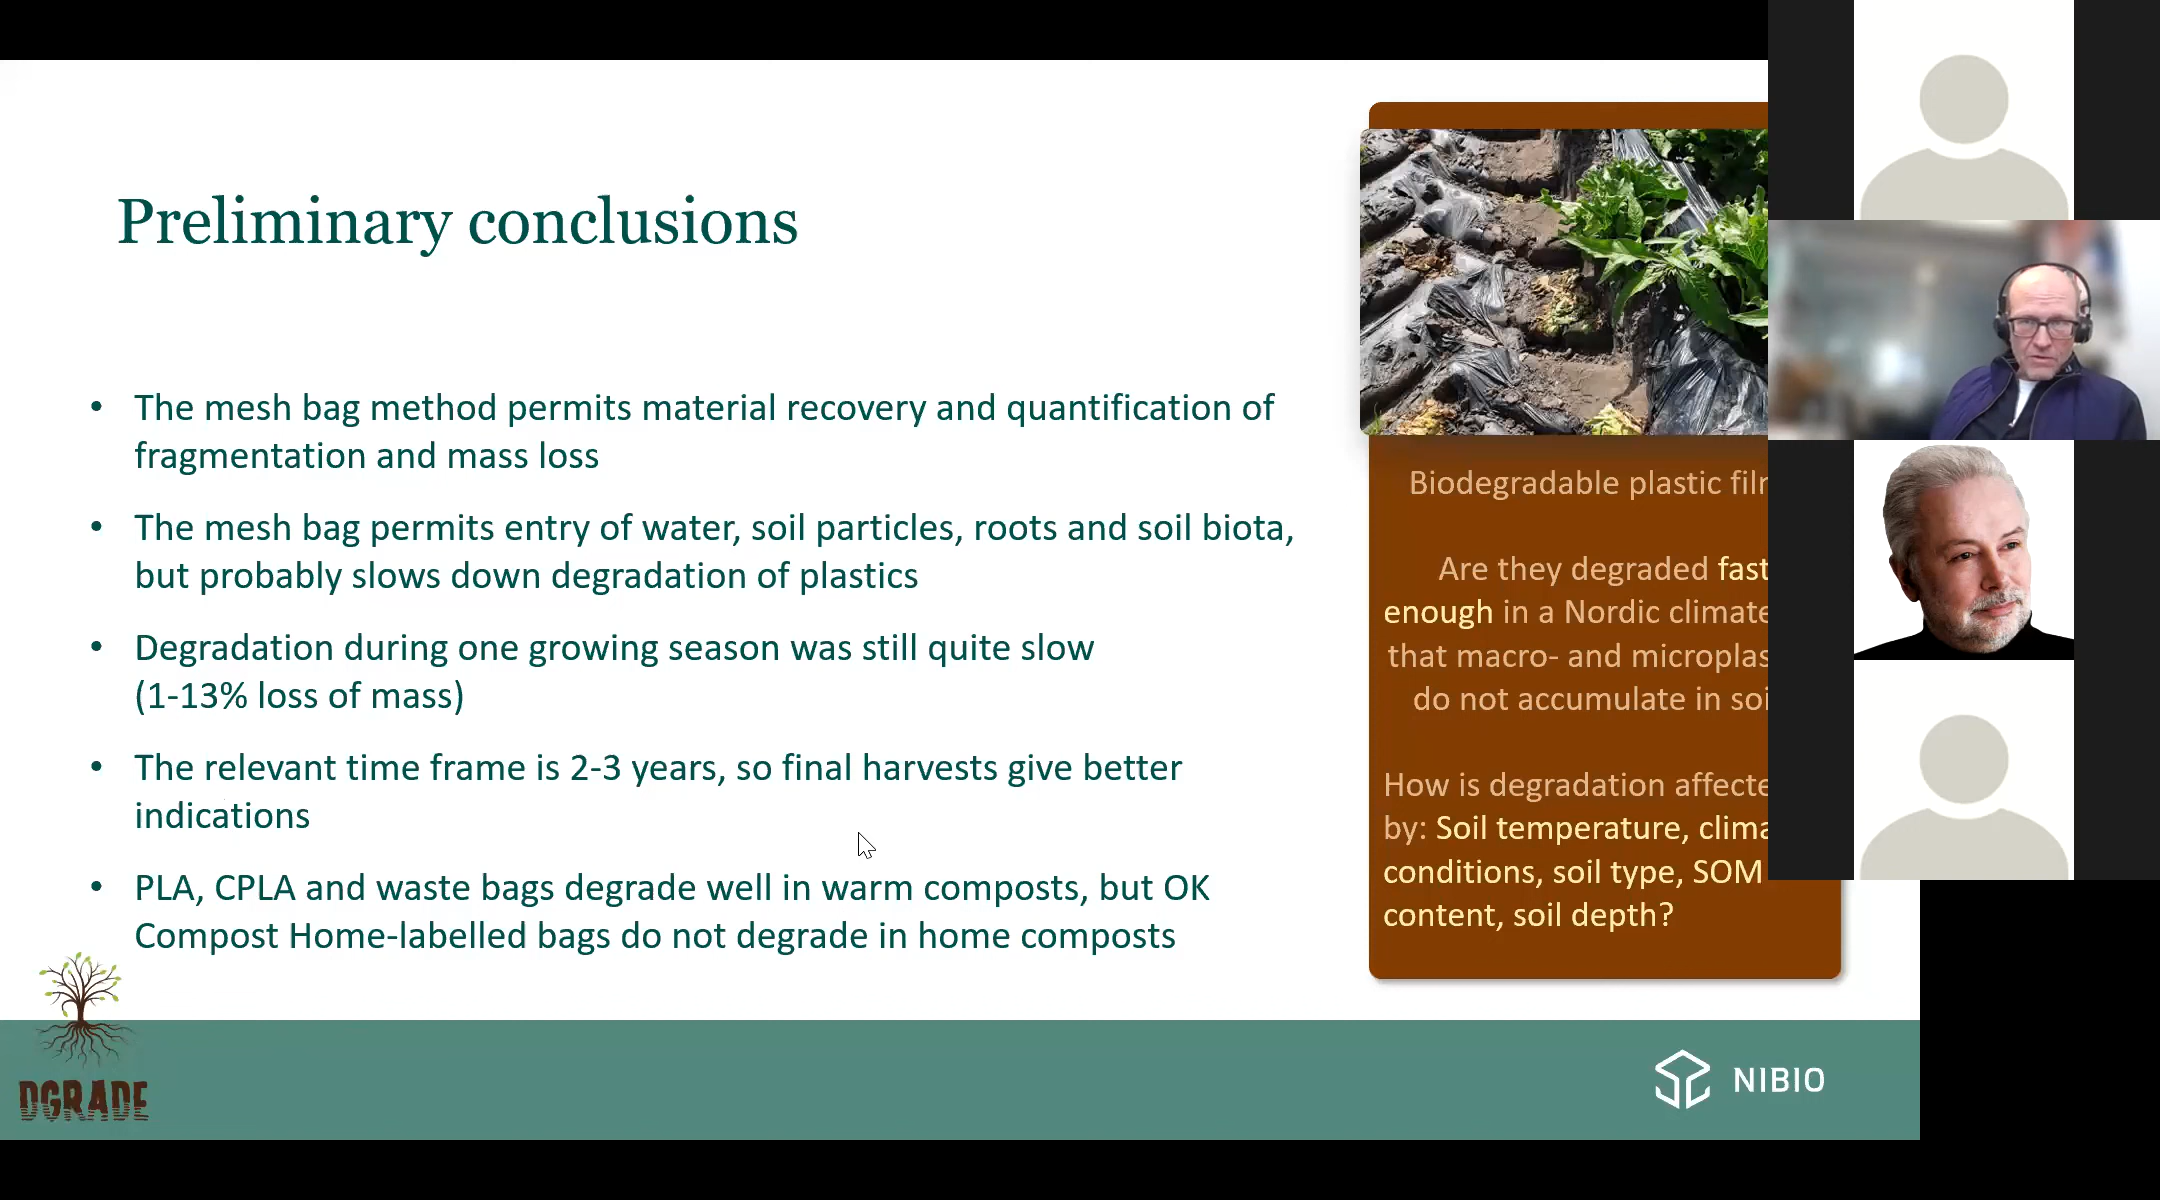 Preliminary conclusions
• The mesh bag method permits material recovery and quantification of
fragmentation and mass loss
• The mesh bag permits entry of water, soil particles, roots and soil biota,
but probably slows down degradation of plastics
• Degradation during one growing season was still quite slow
(1-13% loss of mass)
• The relevant time frame is 2-3 years, so final harvests give better
indications
• PLA, CPLA and waste bags degrade well in warm composts, but OK
Compost Home-labelled bags do not degrade in home composts
Biodegradable plastic
Are they degraded fast
enough in a Nordic climate
that macro- and
do not accumulate in
How is degradation
by: Soil temperature,
conditions, soil type, SOM
content, soil depth?
DGRADE
NIBIO